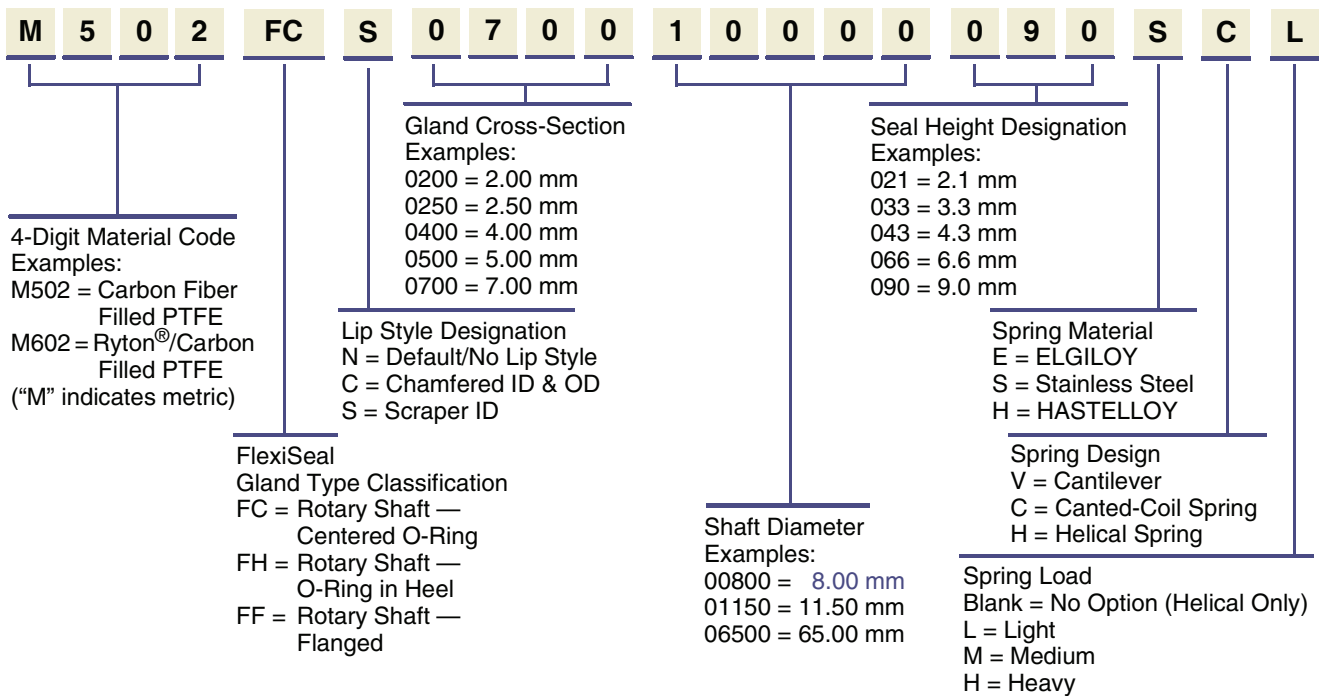 M 5 0 2 FC S 0 7 0 0 1 0 0 0 0 0 9 0 S C L
4-Digit Material Code
Examples:
M502 = Carbon Fiber
Filled PTFE
M602 = Ryton®/Carbon
Filled PTFE
(“M” indicates metric)
FlexiSeal
Gland Type Classification
FC = Rotary Shaft —
Centered O-Ring
FH = Rotary Shaft —
O-Ring in Heel
FF = Rotary Shaft —
Flanged
Lip Style Designation
N = Default/No Lip Style
C = Chamfered ID & OD
S = Scraper ID
Gland Cross-Section
Examples:
0200 = 2.00 mm
0250 = 2.50 mm
0400 = 4.00 mm
0500 = 5.00 mm
0700 = 7.00 mm
Shaft Diameter
Examples:
00800 = 8.00 mm
01150 = 11.50 mm
06500 = 65.00 mm
Seal Height Designation
Examples:
021 = 2.1 mm
033 = 3.3 mm
043 = 4.3 mm
066 = 6.6 mm
090 = 9.0 mm
Spring Material
E = ELGILOY
S = Stainless Steel
H = HASTELLOY
Spring Design
V = Cantilever
C = Canted-Coil Spring
H = Helical Spring
Spring Load
Blank = No Option (Helical Only)
L = Light
M = Medium
H = Heavy